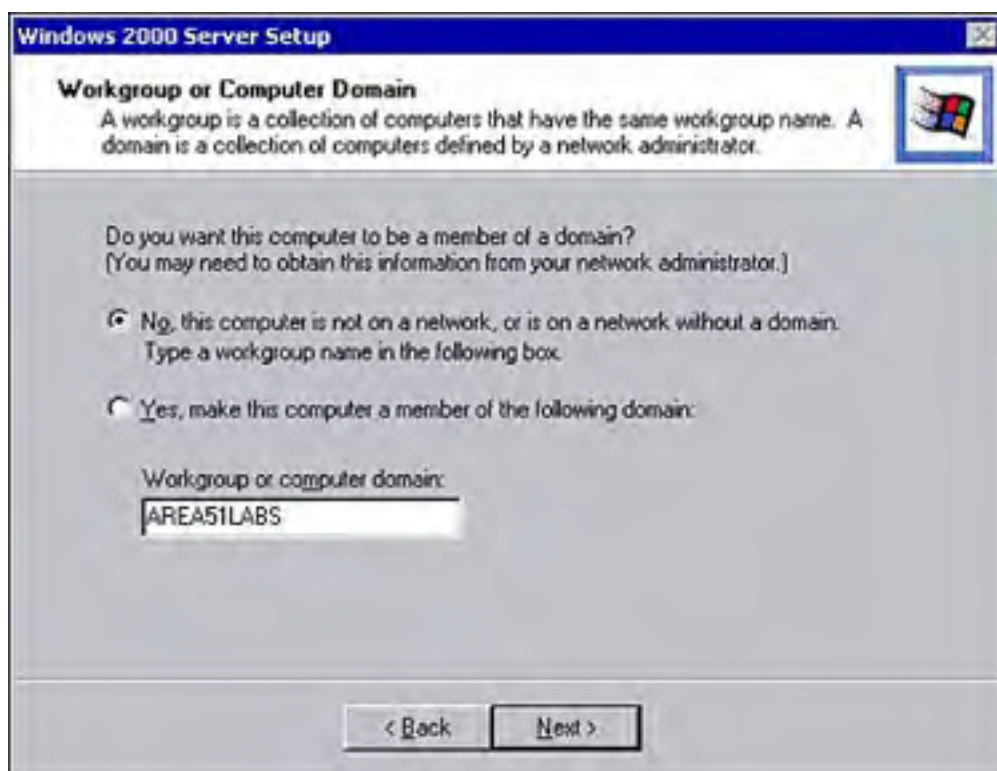 Windows 2000 Server Setup
Workgroup or Computer Domain
A workgroup is a collection of computers that have the same workgroup name. A
domain is a collection of computers defined by a network administrator.
Do you want this computer to be a member of a domain?
(You may need to obtain this information from your network administrator.)
No, this computer is not on a network, or is on a network without a domain.
Type a workgroup name in the following box.
Yes, make this computer a member of the following domain:
Workgroup or computer domain:
AREA51LABS
< Back Next >